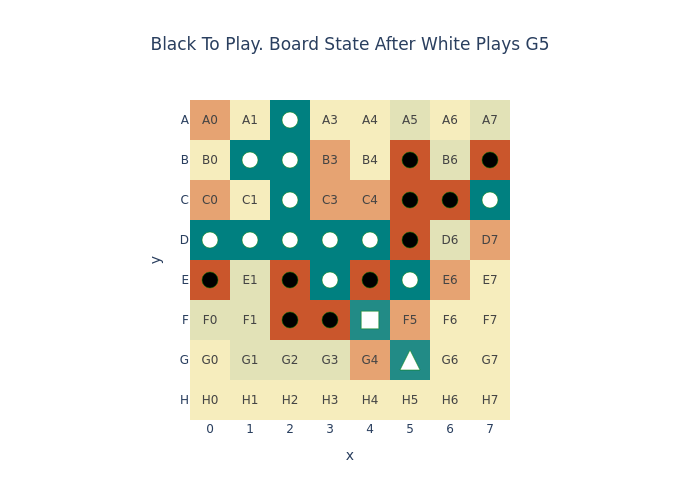 Black To Play. Board State After White Plays G5
A A0 A1 A3 A4 A5 A6 A7
B B0 B3 B4 B6
C C0 C1 C3 C4
D D6 D7
E E1 E6 E7
F F0 F1 F5 F6 F7
G G0 G1 G2 G3 G4 G6 G7
H H0 H1 H2 H3 H4 H5 H6 H7
0 1 2 3 4 5 6 7
x
y